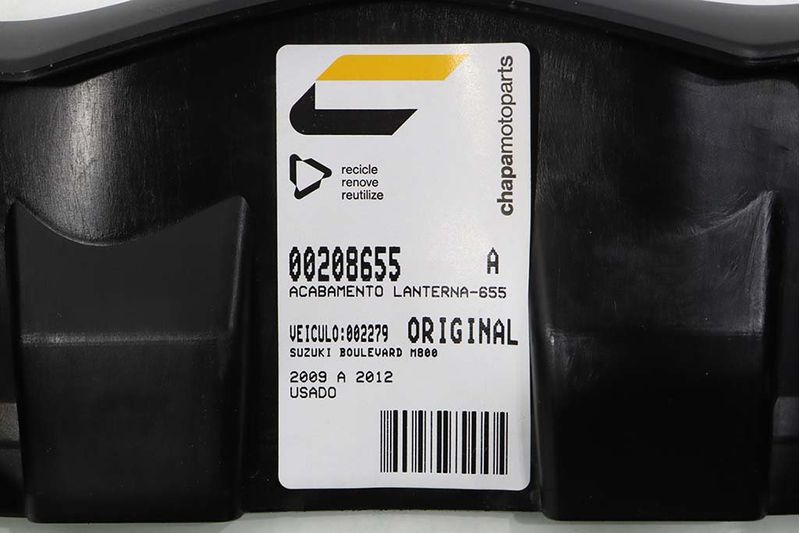 chapamotoparts
recicle
renove
reutilize
00208655 A
ACABAMENTO LANTERNA-655
VEICULO:002279 ORIGINAL
SUZUKI BOULEVARD M800
2009 A 2012
USADO